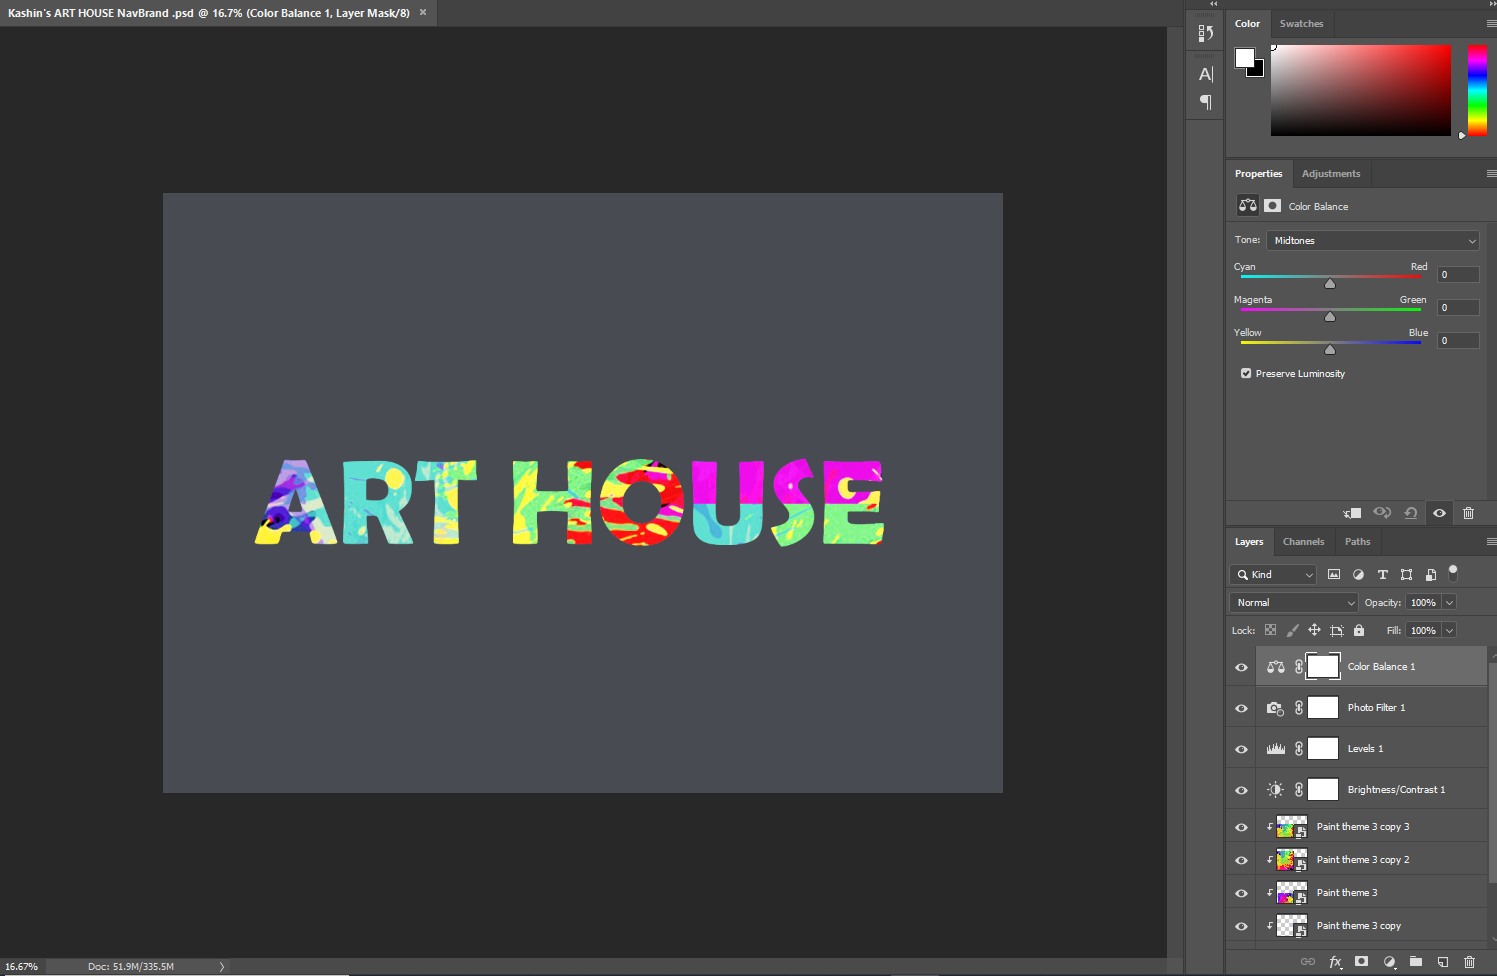 Kashin's ART HOUSE NavBrand .psd @ 16.7% (Color Balance 1, Layer Mask/8) ×
ART HOUSE
16.67%
Doc: 51.9M/335.5M
A
¶
Color
Swatches
Properties
Adjustments
Color Balance
Tone:
Midtones
Cyan
Red
0
Magenta
Green
0
Yellow
Blue
0
Preserve Luminosity
Layers
Channels
Paths
Kind
T
Normal
Opacity:
100%
Lock:
Fill:
100%
Color Balance 1
Photo Filter 1
Levels 1
Brightness/Contrast 1
Paint theme 3 copy 3
Paint theme 3 copy 2
Paint theme 3
Paint theme 3 copy
fx